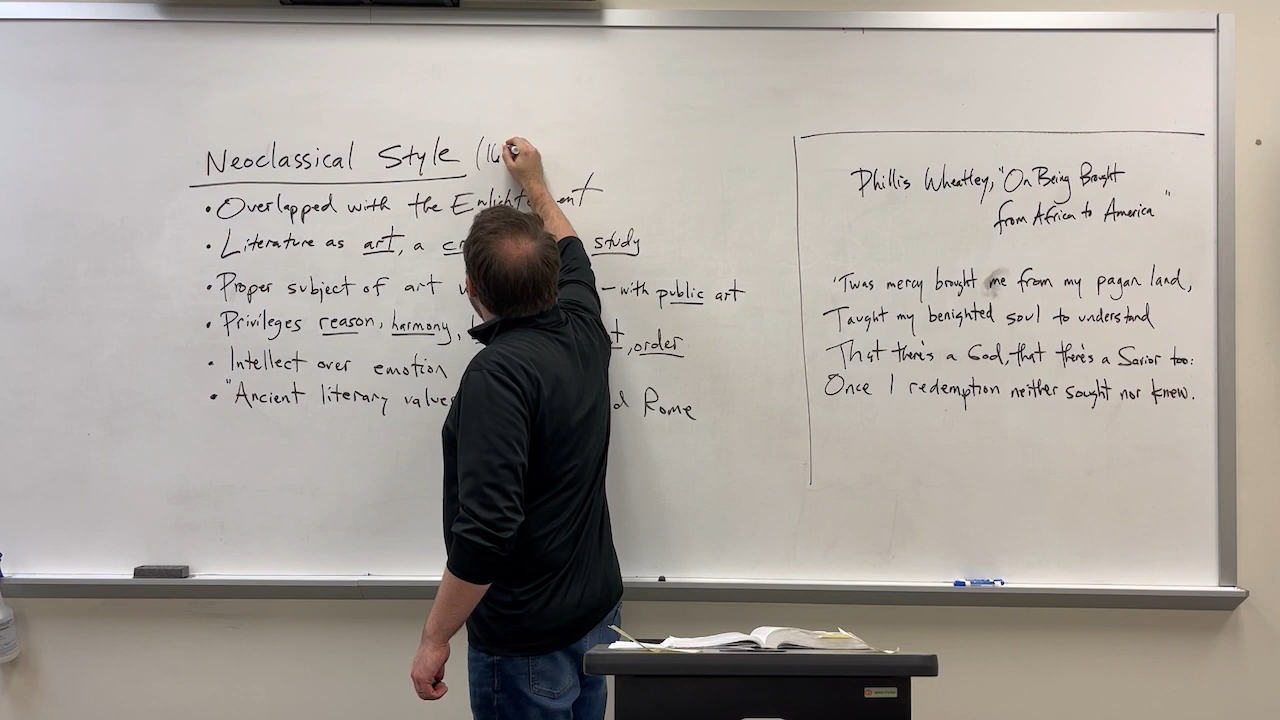 Neoclassical Style (16
• Overlapped with the
• Literature as art, a study
• Proper subject of art – with public art
• Privileges reason, harmony, , order
• Intellect over emotion
• "Ancient literary values Rome
Phillis Wheatley, "On Being Brought
from Africa to America"
'Twas mercy brought me from my pagan land,
Taught my benighted soul to understand
That there's a God, that there's a Savior too:
Once I redemption neither sought nor knew.